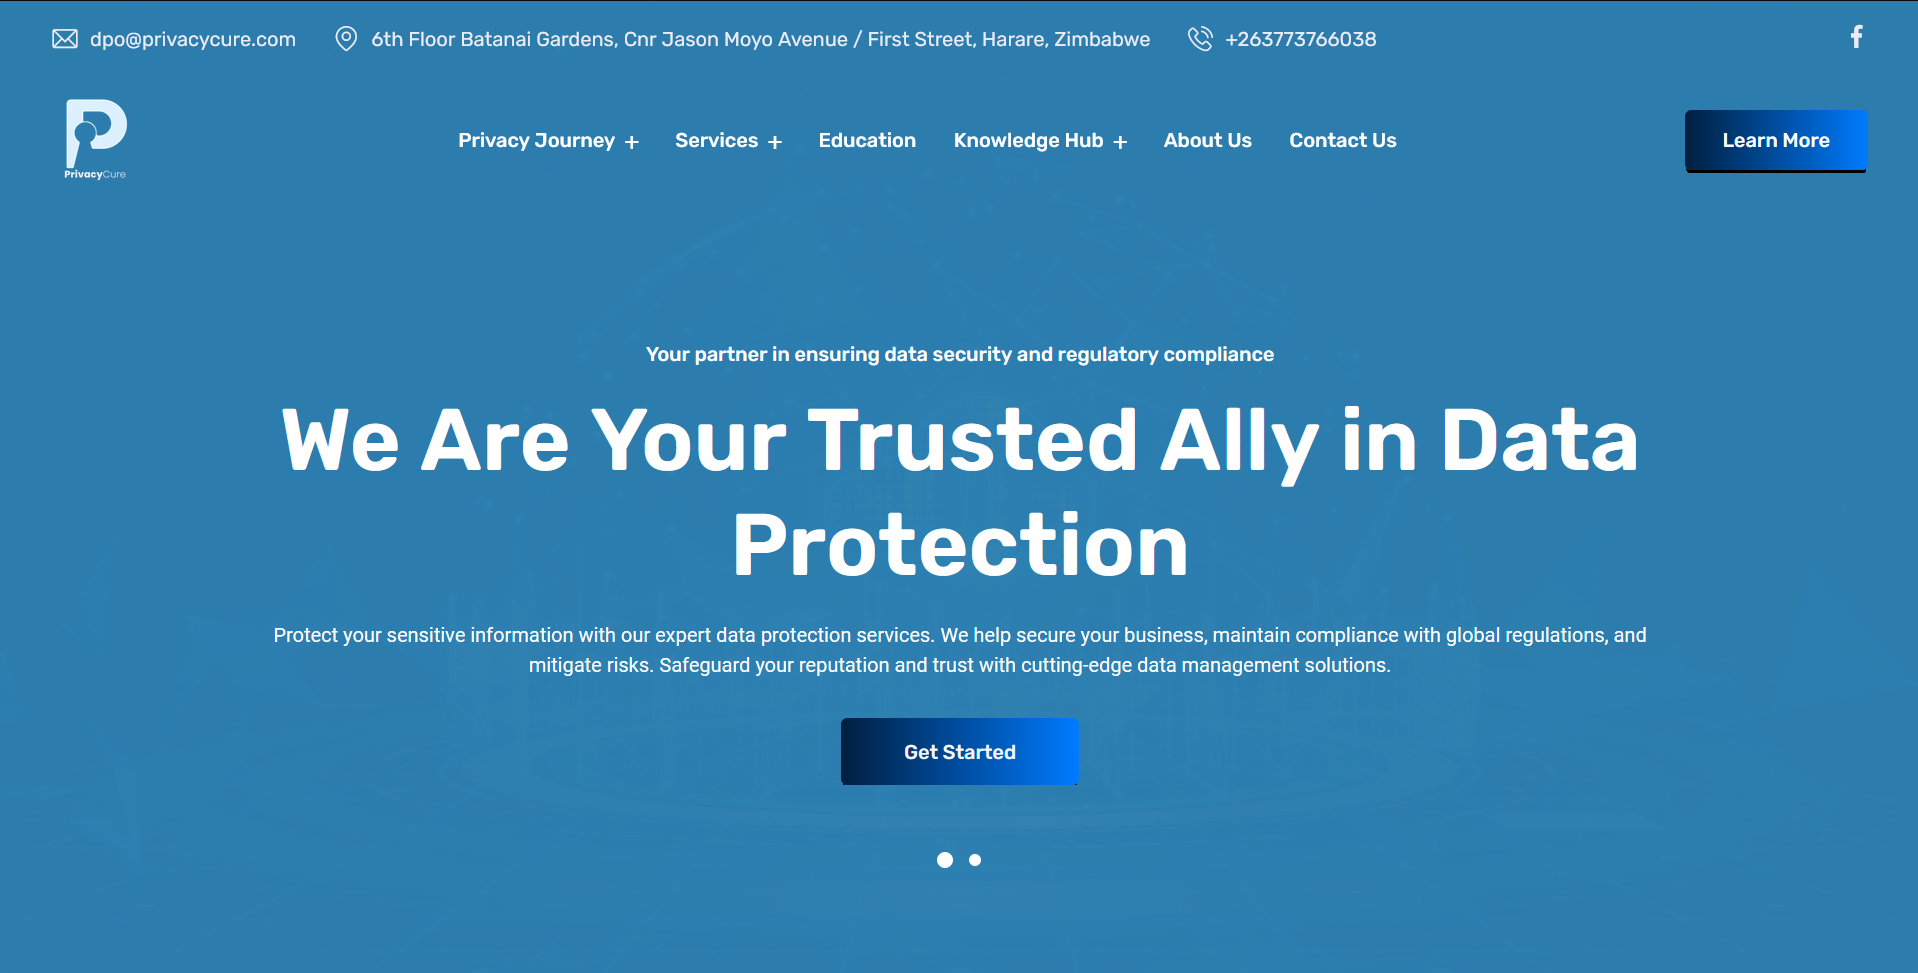 dpo@privacycure.com
6th Floor Batanai Gardens, Cnr Jason Moyo Avenue / First Street, Harare, Zimbabwe
+263773766038
PrivacyCure
Privacy Journey +
Services +
Education
Knowledge Hub +
About Us
Contact Us
Learn More
Your partner in ensuring data security and regulatory compliance
We Are Your Trusted Ally in Data
Protection
Protect your sensitive information with our expert data protection services. We help secure your business, maintain compliance with global regulations, and
mitigate risks. Safeguard your reputation and trust with cutting-edge data management solutions.
Get Started